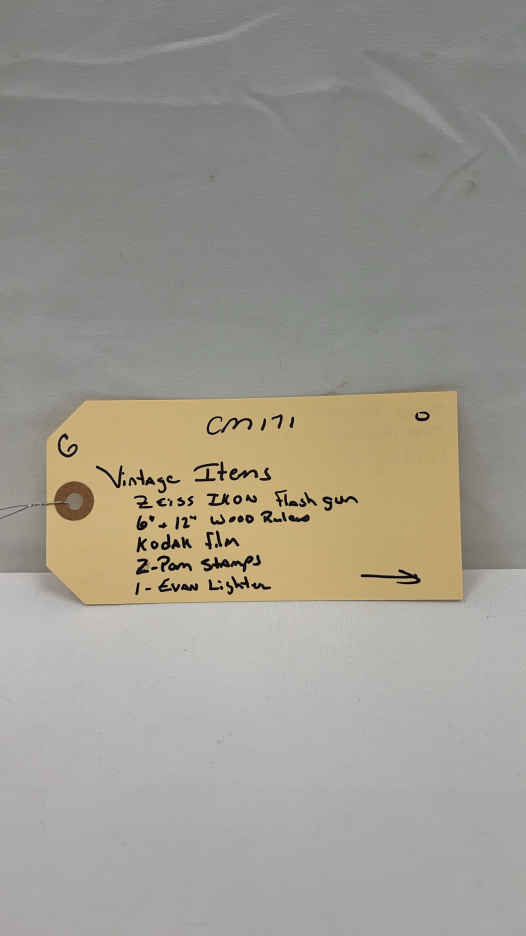 CM171
0
6
Vintage Items
Zeiss IKON Flash gun
6" + 12" Wood Rulers
Kodak film
2-Pom Stamps
1-Evan Lighter